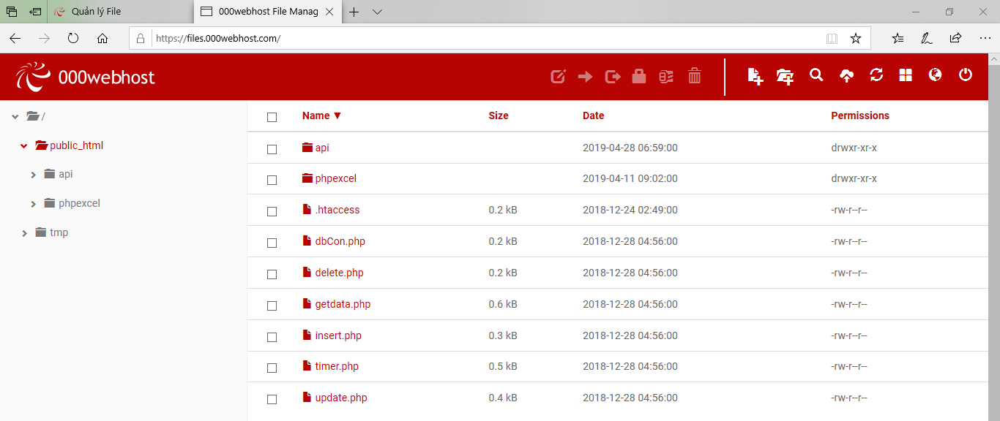 Quản lý File
000webhost File Manag
https://files.000webhost.com/
000webhost
/
public_html
api
phpexcel
tmp
Name ▼ Size Date Permissions
api 2019-04-28 06:59:00 drwxr-xr-x
phpexcel 2019-04-11 09:02:00 drwxr-xr-x
.htaccess 0.2 kB 2018-12-24 02:49:00 -rw-r--r--
dbCon.php 0.2 kB 2018-12-28 04:56:00 -rw-r--r--
delete.php 0.2 kB 2018-12-28 04:56:00 -rw-r--r--
getdata.php 0.6 kB 2018-12-28 04:56:00 -rw-r--r--
insert.php 0.3 kB 2018-12-28 04:56:00 -rw-r--r--
timer.php 0.5 kB 2018-12-28 04:56:00 -rw-r--r--
update.php 0.4 kB 2018-12-28 04:56:00 -rw-r--r--